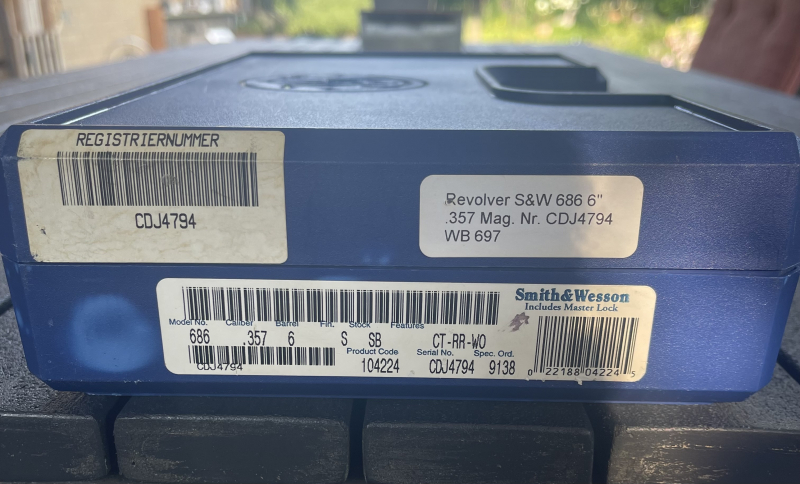 REGISTRIERNUMMER
CDJ4794
Revolver S&W 686 6"
.357 Mag. Nr. CDJ4794
WB 697
Smith&Wesson
Includes Master Lock
Model No. Caliber Barrel Fin. Stock Features
686 .357 6 S SB CT-RR-WO
Product Code Serial No. Spec. Ord.
CDJ4794 104224 CDJ4794 9138
0 22188 04224 5